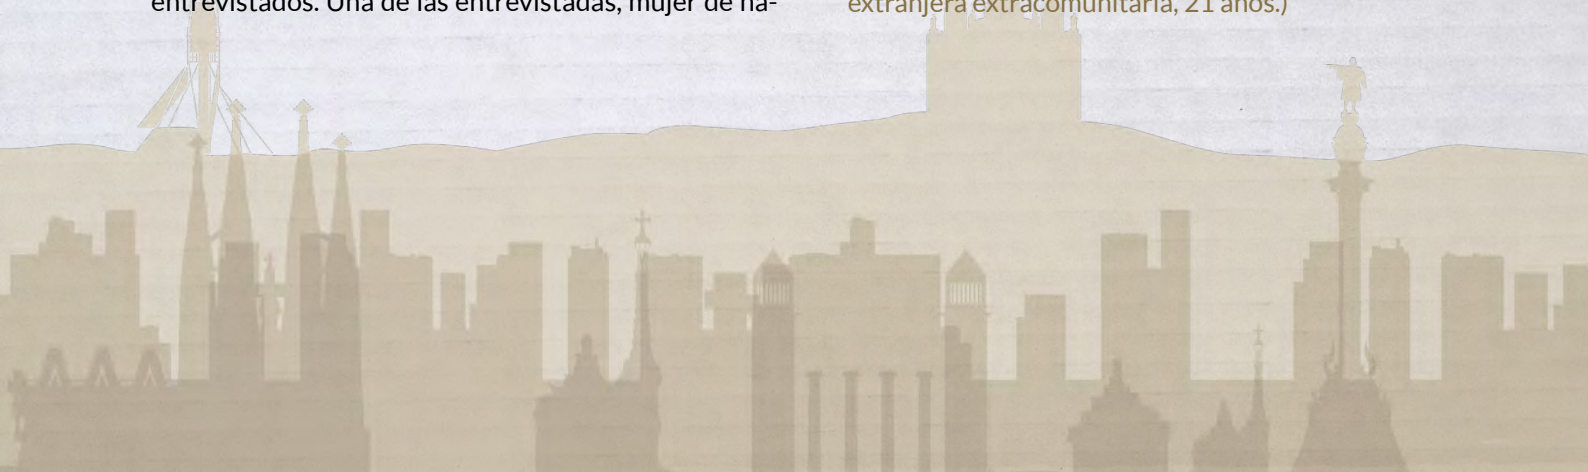 entrevistados. Una de las entrevistadas, mujer de na-
extranjera extracomunitaria, 21 años.)